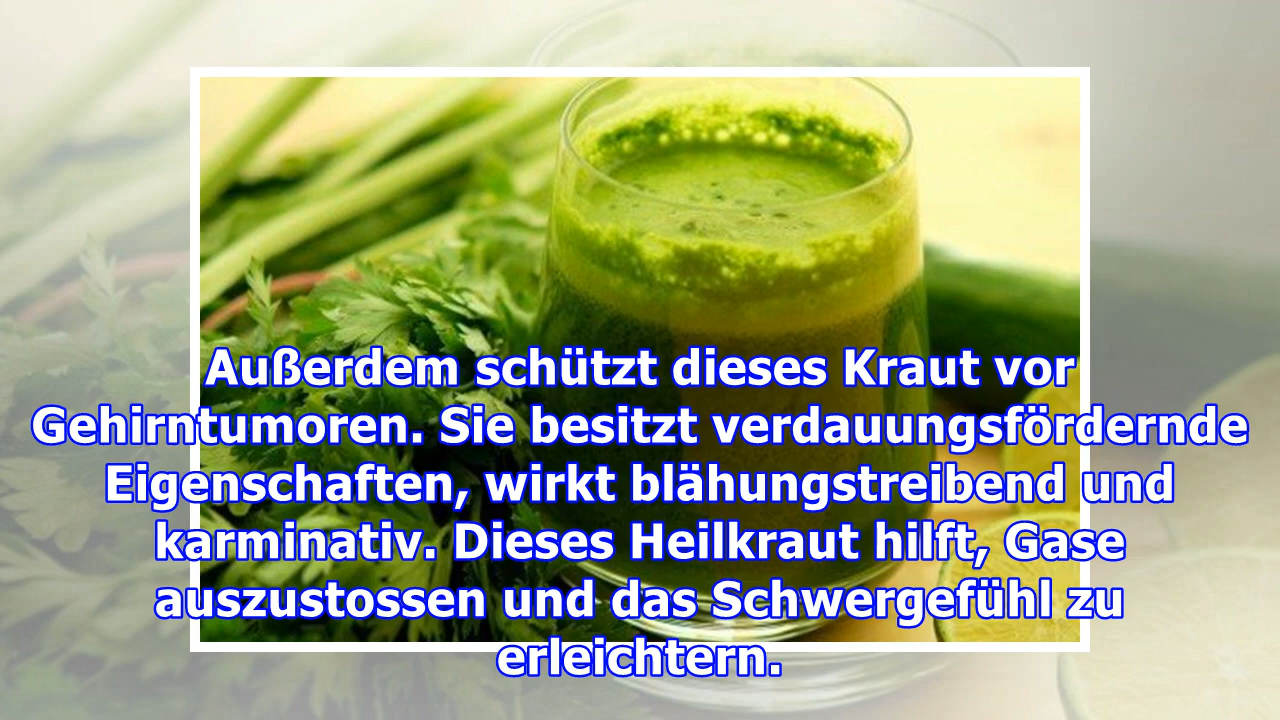 Außerdem schützt dieses Kraut vor
Gehirntumoren. Sie besitzt verdauungsfördernde
Eigenschaften, wirkt blähungstreibend und
karminativ. Dieses Heilkraut hilft, Gase
auszustossen und das Schwergefühl zu
erleichtern.